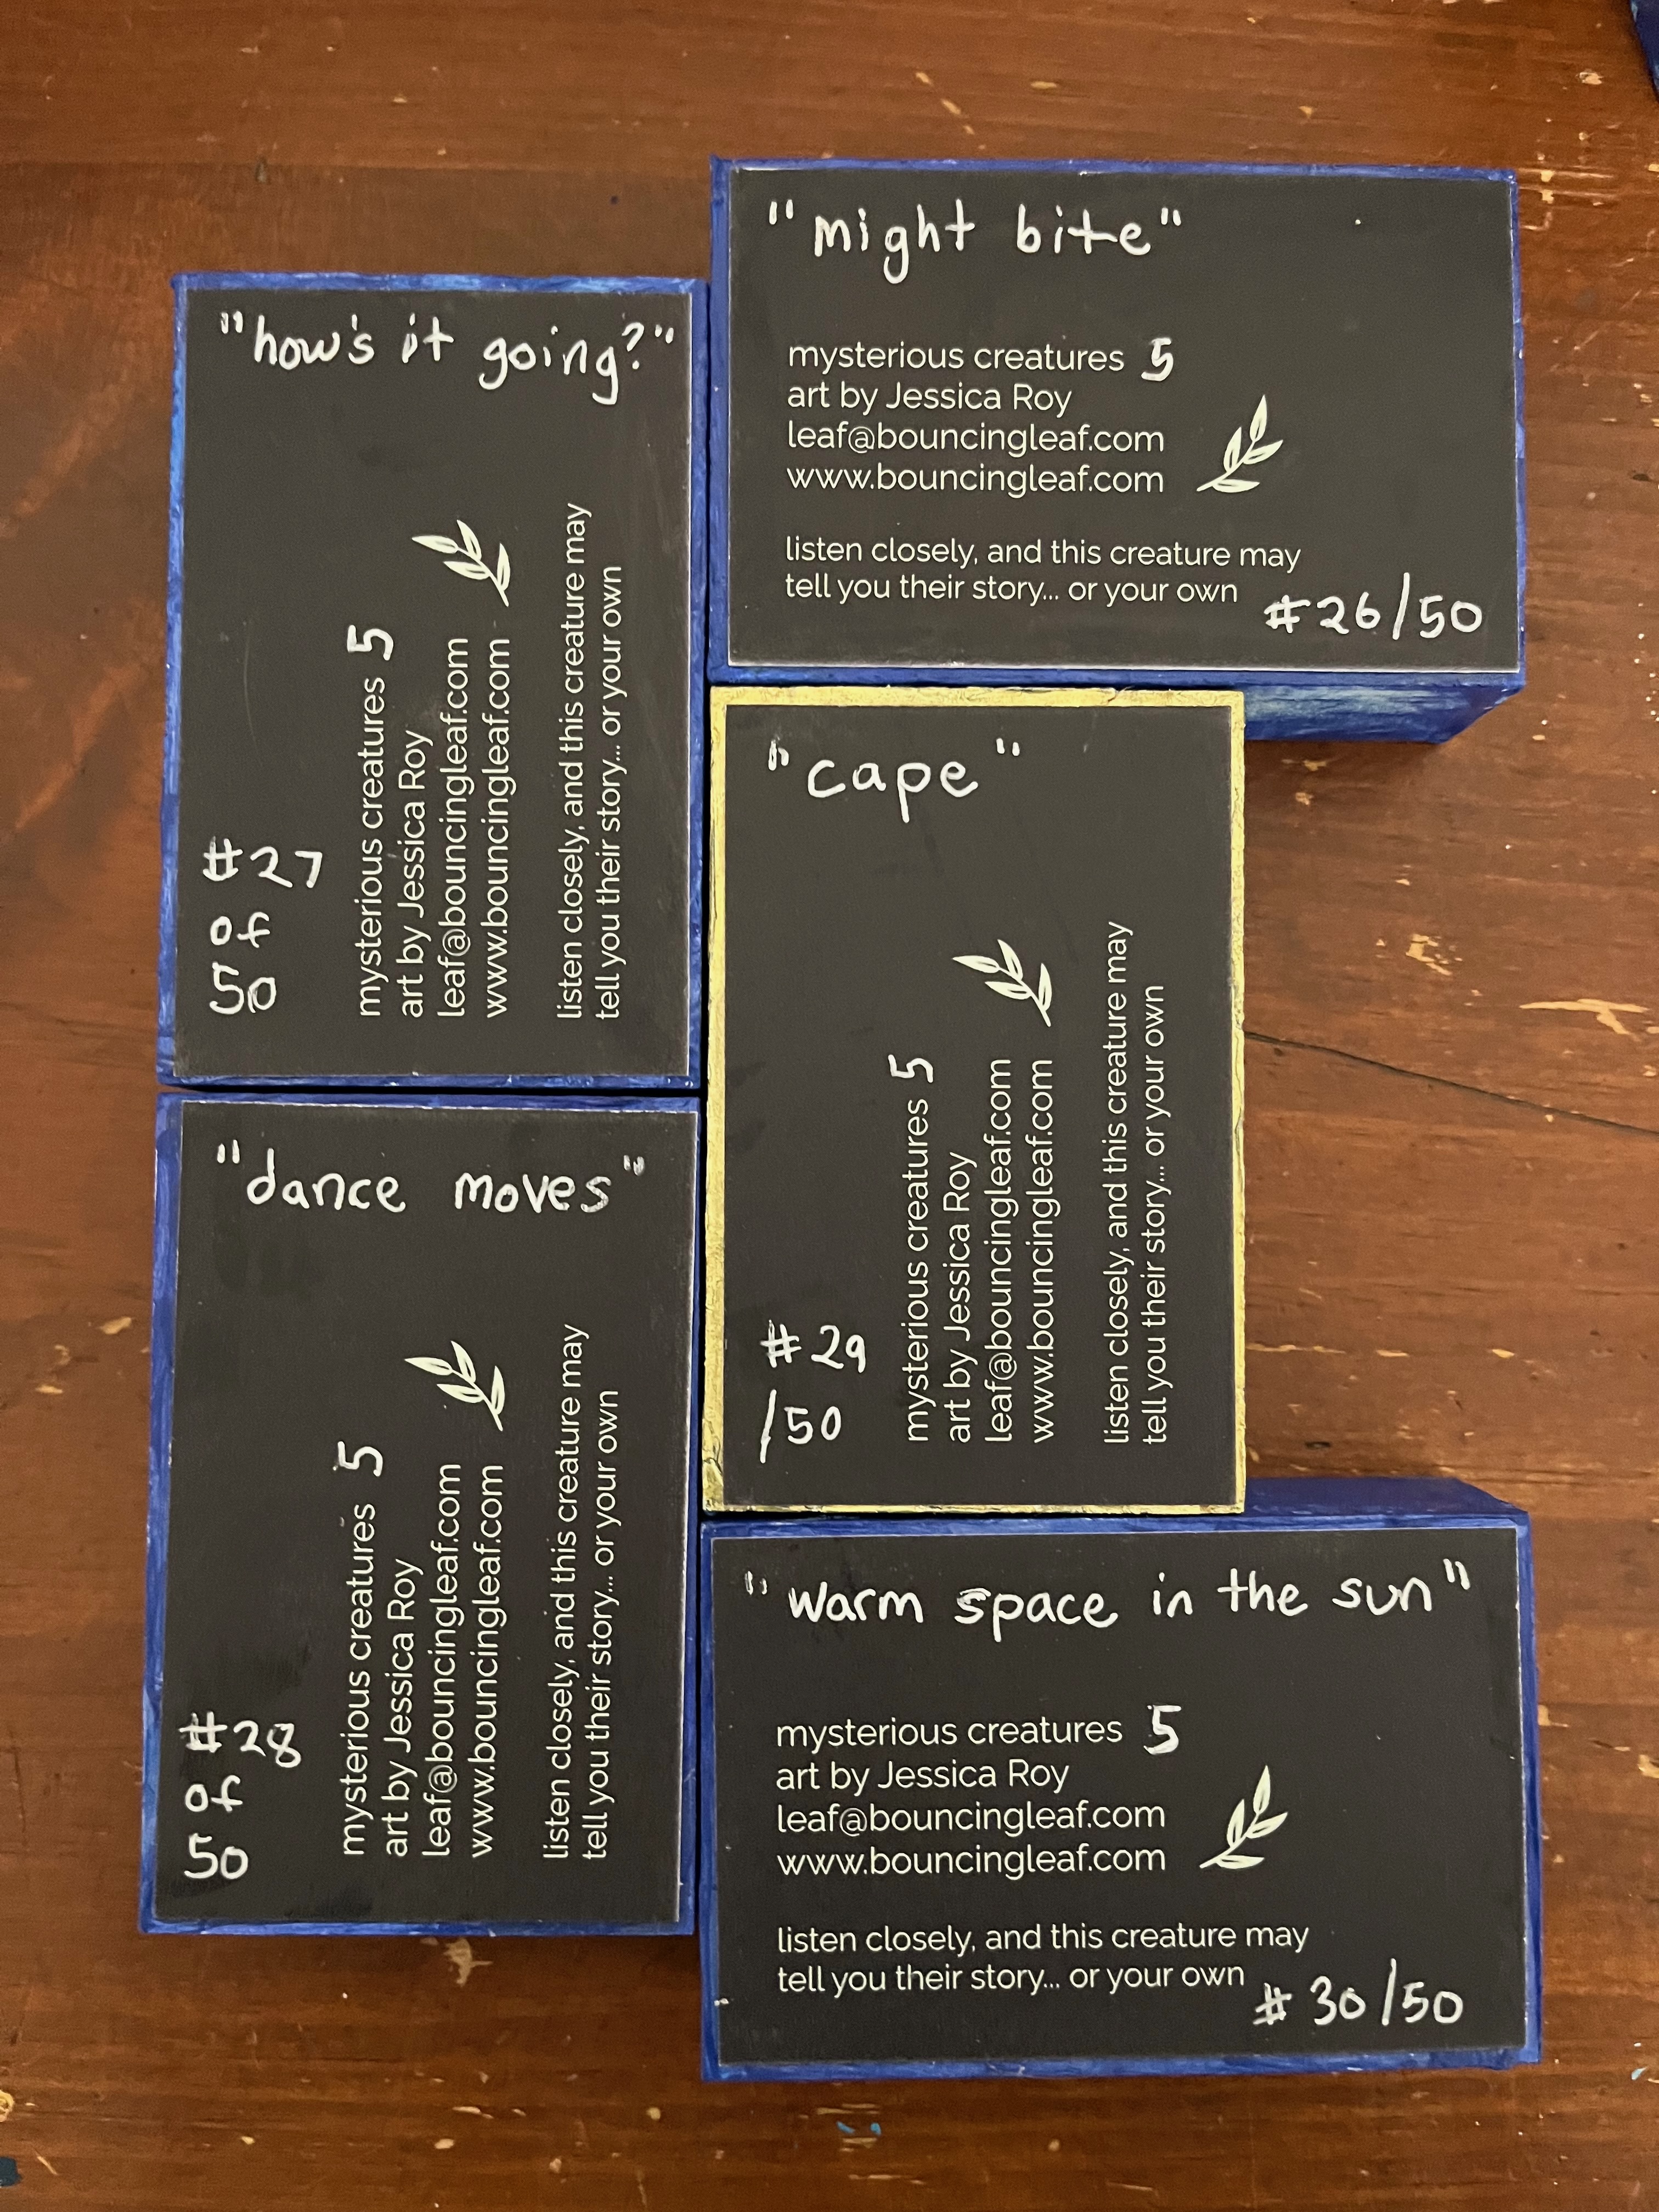 "might bite"
mysterious creatures 5
art by Jessica Roy
leaf@bouncingleaf.com
www.bouncingleaf.com
listen closely, and this creature may
tell you their story... or your own
#26/50
"how's it going?"
#27
of
50
mysterious creatures 5
art by Jessica Roy
leaf@bouncingleaf.com
www.bouncingleaf.com
listen closely, and this creature may
tell you their story... or your own
"dance moves"
#28
of
50
mysterious creatures 5
art by Jessica Roy
leaf@bouncingleaf.com
www.bouncingleaf.com
listen closely, and this creature may
tell you their story... or your own
"cape"
#29
/50
mysterious creatures 5
art by Jessica Roy
leaf@bouncingleaf.com
www.bouncingleaf.com
listen closely, and this creature may
tell you their story... or your own
"warm space in the sun"
mysterious creatures 5
art by Jessica Roy
leaf@bouncingleaf.com
www.bouncingleaf.com
listen closely, and this creature may
tell you their story... or your own
#30/50